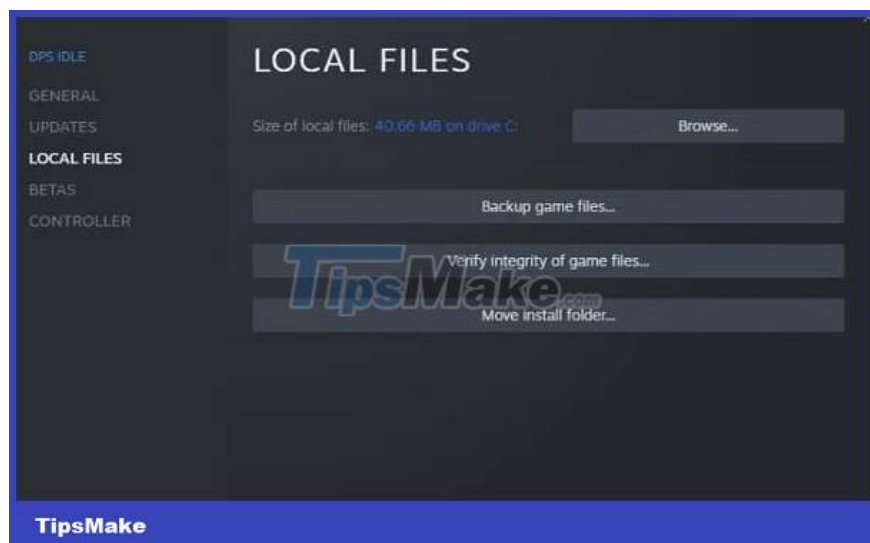 DPS IDLE
GENERAL
UPDATES
LOCAL FILES
BETAS
CONTROLLER
LOCAL FILES
Size of local files: 40.66 MB on drive C:
Browse...
Backup game files...
Verify integrity of game files...
Move install folder...
TipsMake.com
TipsMake